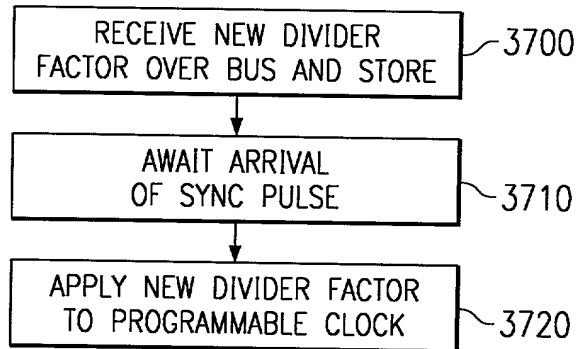 RECEIVE NEW DIVIDER
FACTOR OVER BUS AND STORE
3700
AWAIT ARRIVAL
OF SYNC PULSE
3710
APPLY NEW DIVIDER FACTOR
TO PROGRAMMABLE CLOCK
3720